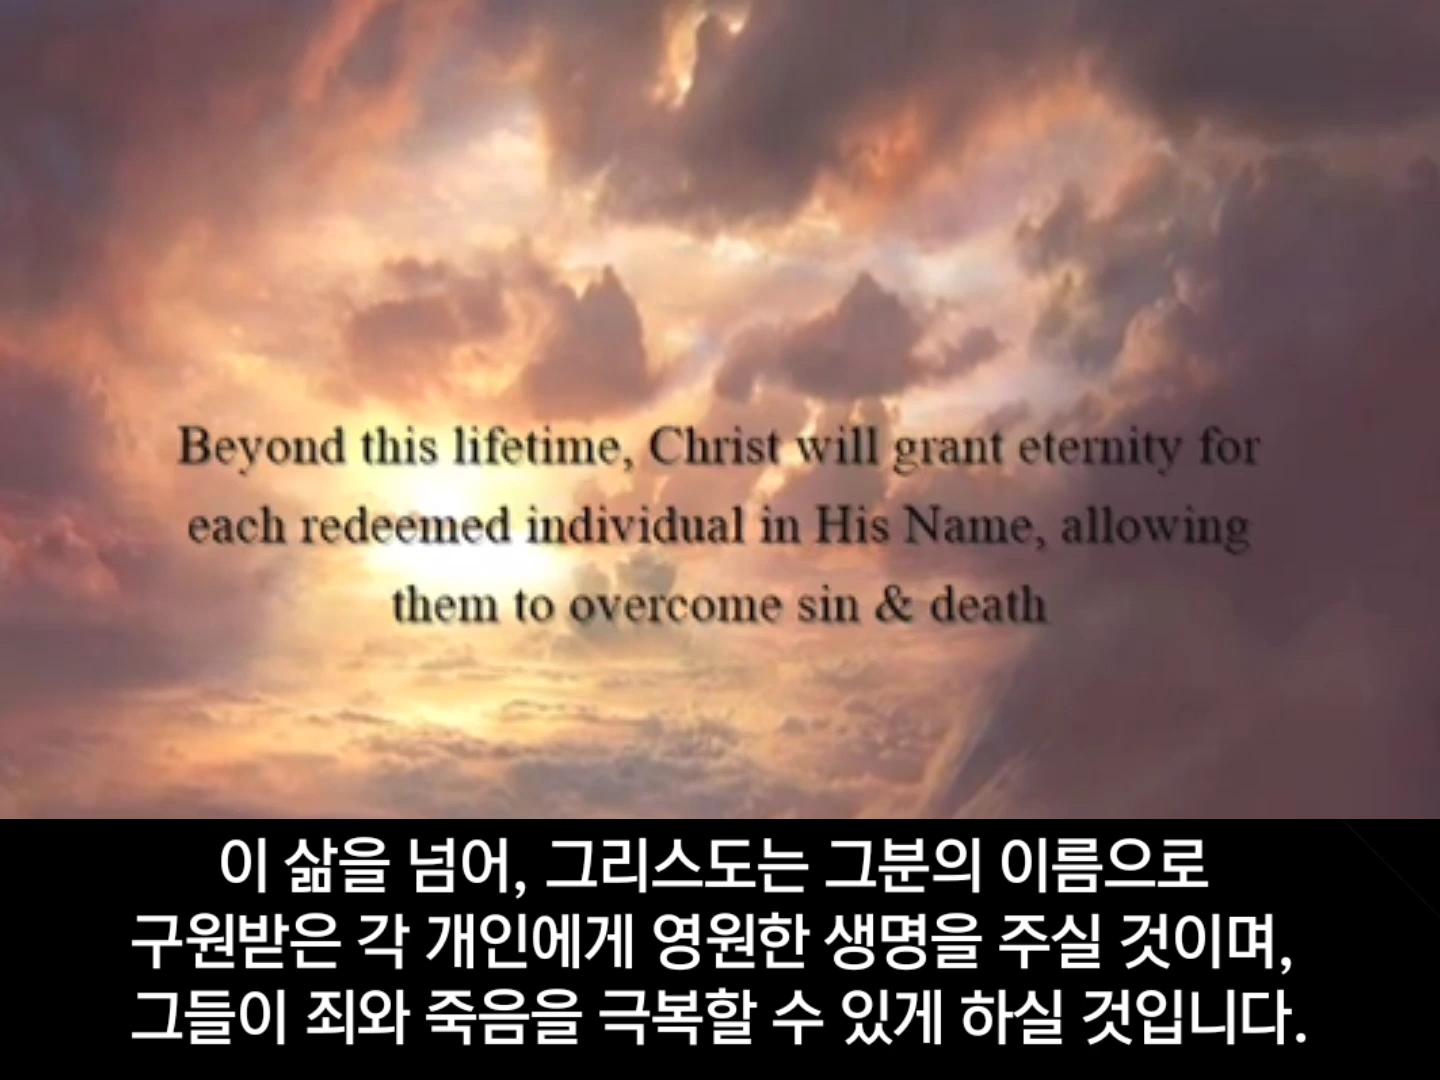 Beyond this lifetime, Christ will grant eternity for
each redeemed individual in His Name, allowing
them to overcome sin & death
이 삶을 넘어, 그리스도는 그분의 이름으로
구원받은 각 개인에게 영원한 생명을 주실 것이며,
그들이 죄와 죽음을 극복할 수 있게 하실 것입니다.